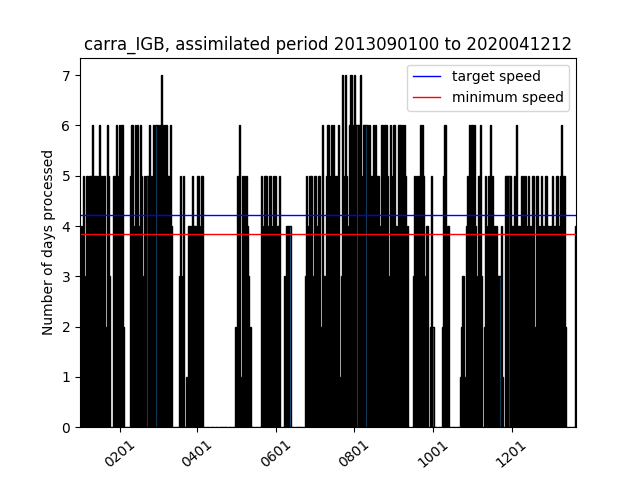 carra_IGB, assimilated period 2013090100 to 2020041212
target speed
minimum speed
Number of days processed
7
6
5
4
3
2
1
0
0201 0401 0601 0801 1001 1201